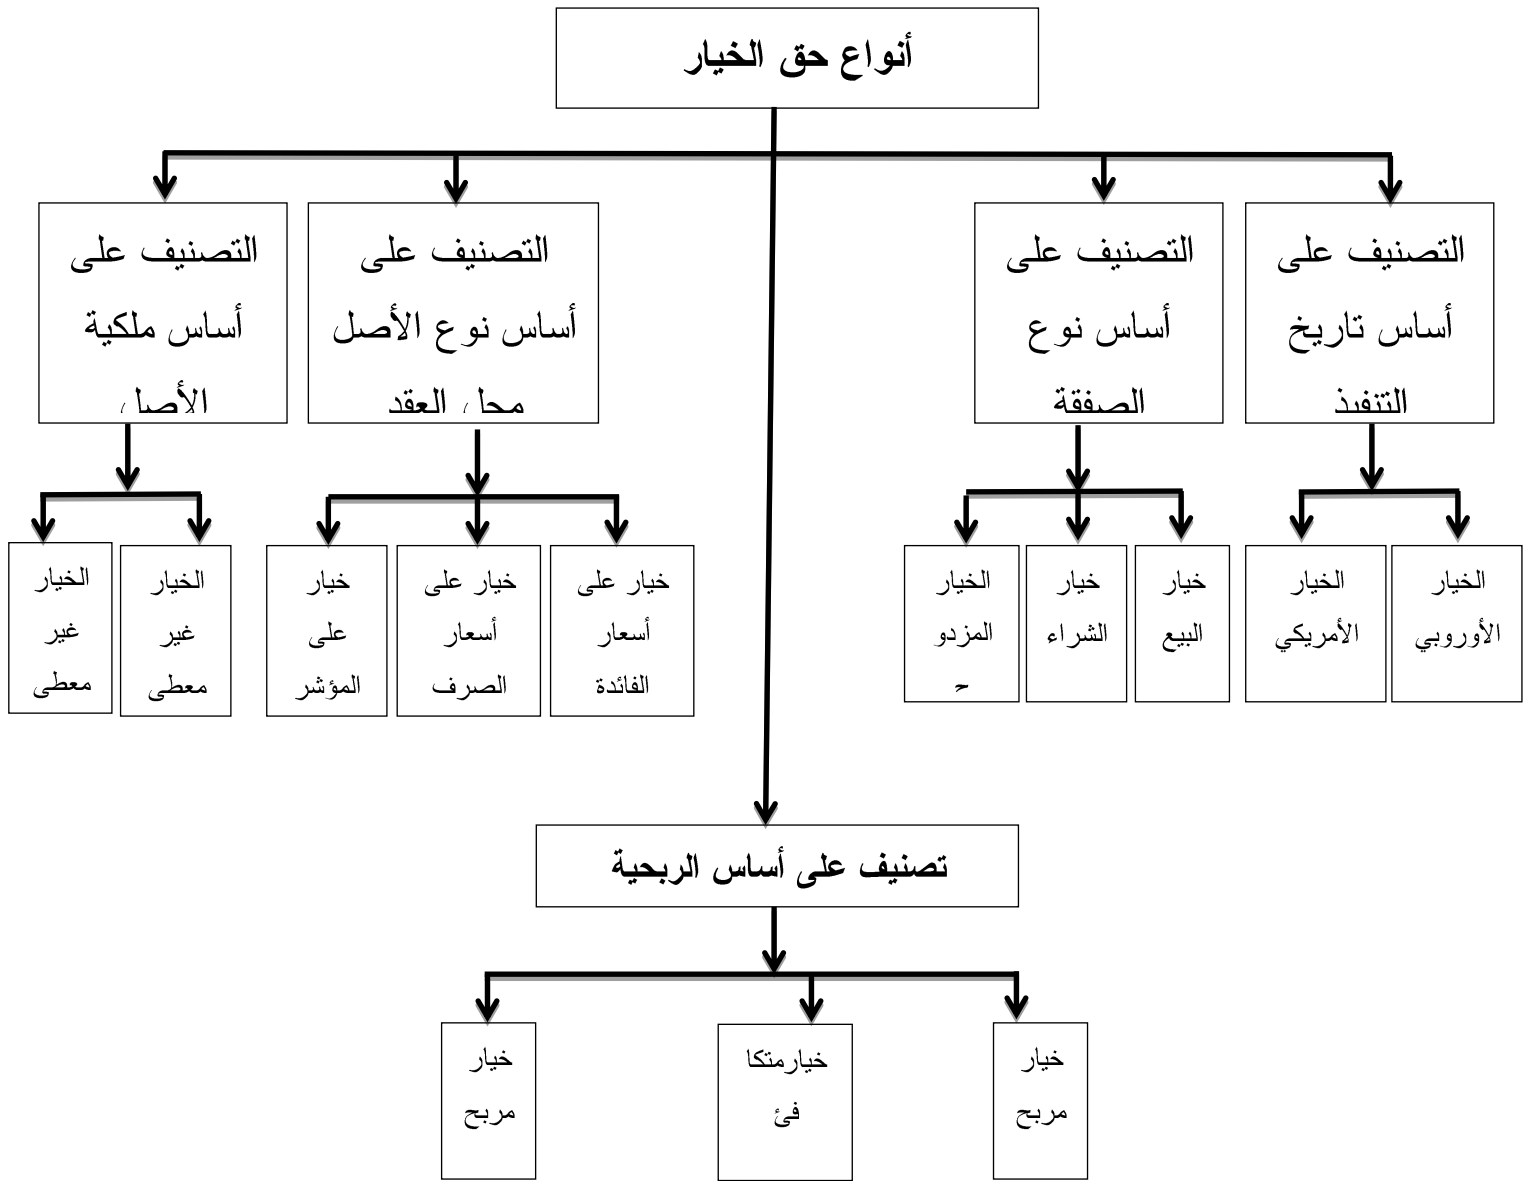 أنواع حق الخيار
التصنيف على
أساس تاريخ
التنفيذ
التصنيف على
أساس نوع
الصفقة
التصنيف على
أساس نوع الأصل
محل العقد
التصنيف على
أساس ملكية
الأصل
الخيار
الأوروبي
الخيار
الأمريكي
خيار
البيع
خيار
الشراء
الخيار
المزدو
ج
خيار على
أسعار
الفائدة
خيار على
أسعار
الصرف
خيار
على
المؤشر
الخيار
غير
معطى
الخيار
غير
معطى
تصنيف على أساس الربحية
خيار
مربح
خيارمتكا
فئ
خيار
مربح